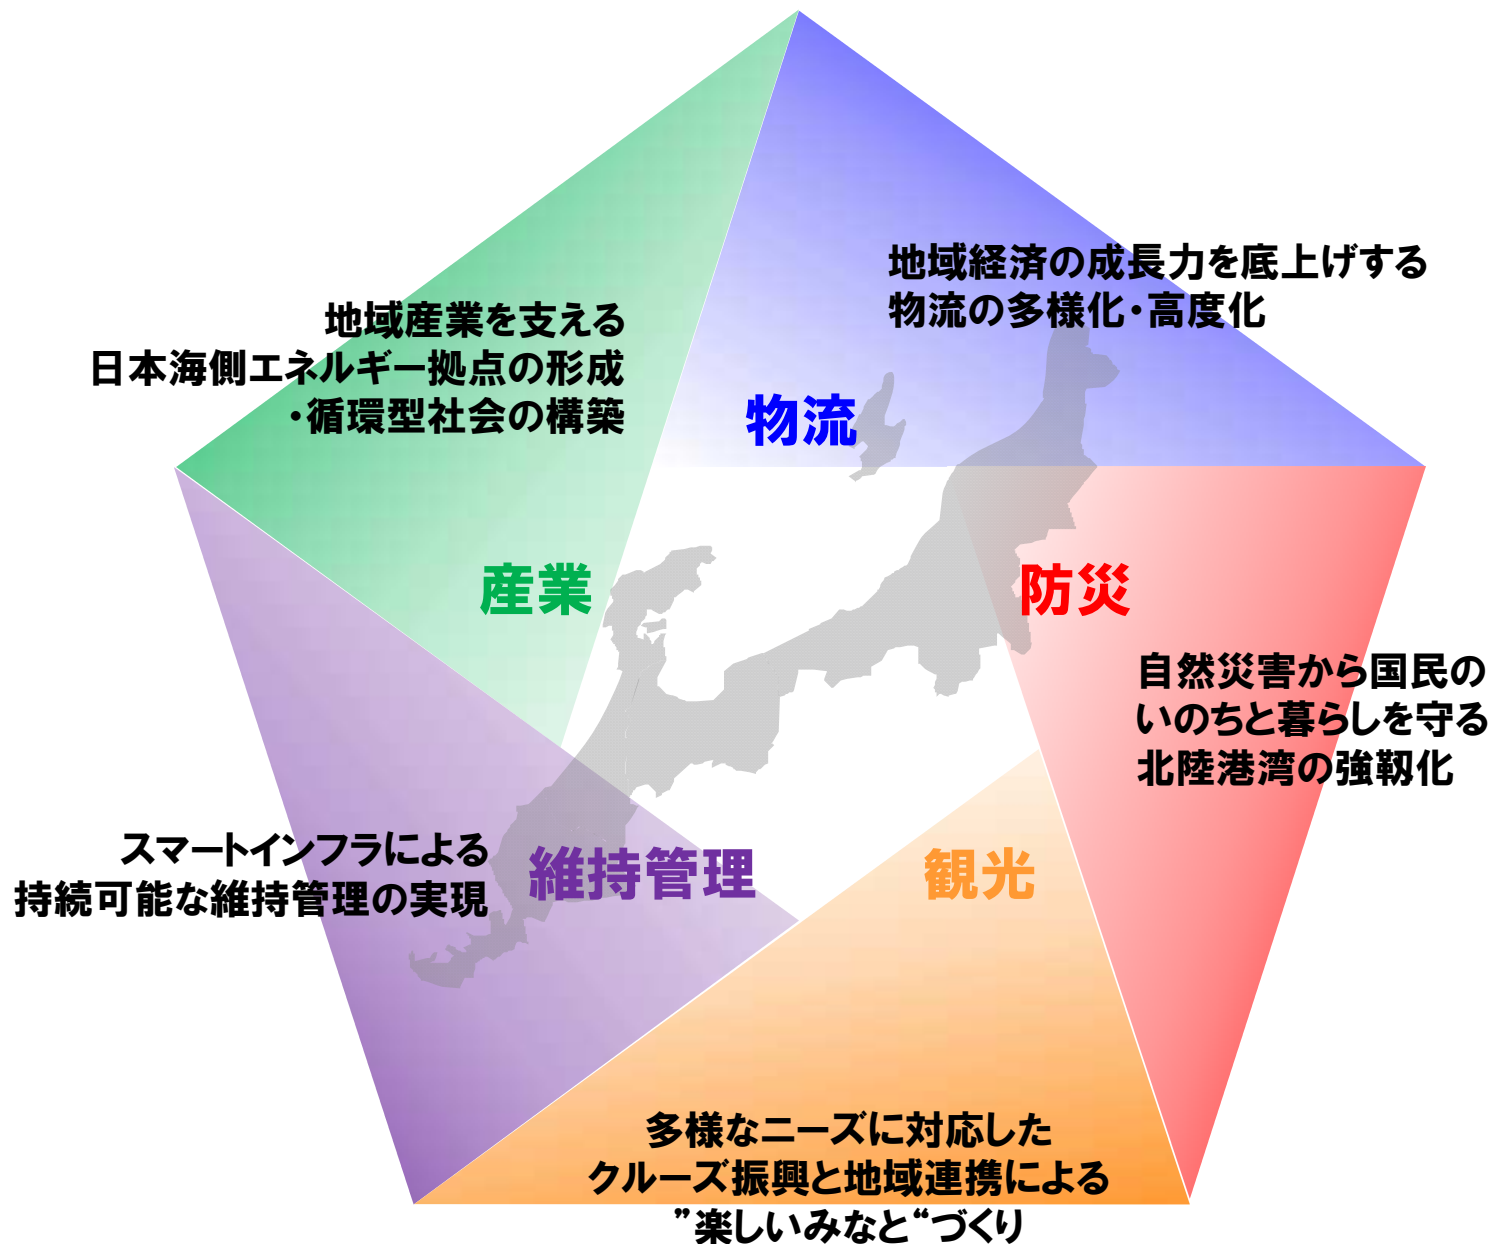 地域経済の成長力を底上げする
物流の多様化・高度化
物流
地域産業を支える
日本海側エネルギー拠点の形成
・循環型社会の構築
産業
防災
自然災害から国民の
いのちと暮らしを守る
北陸港湾の強靱化
スマートインフラによる
持続可能な維持管理の実現
維持管理
観光
多様なニーズに対応した
クルーズ振興と地域連携による
”楽しいみなと“づくり